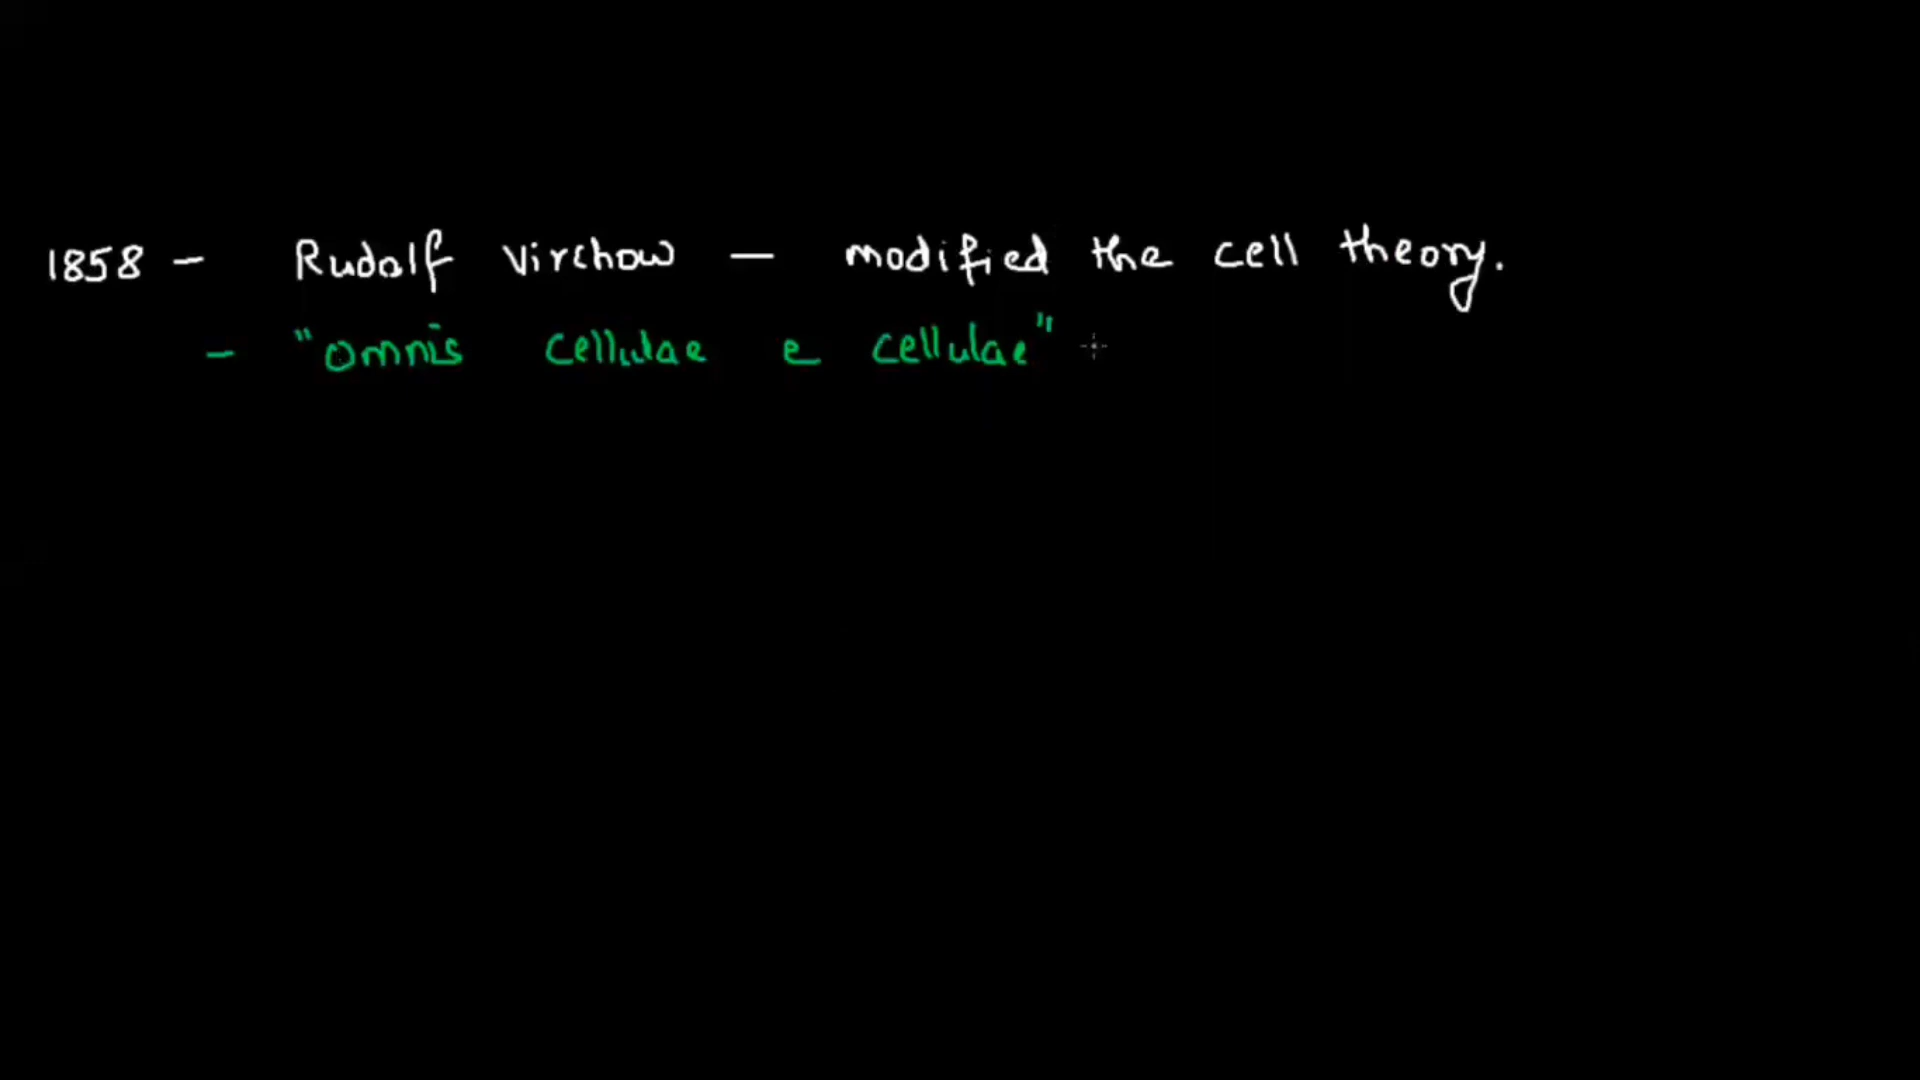 1858 - Rudolf Virchow - modified the cell theory.
- "omnis cellulae e cellulae"